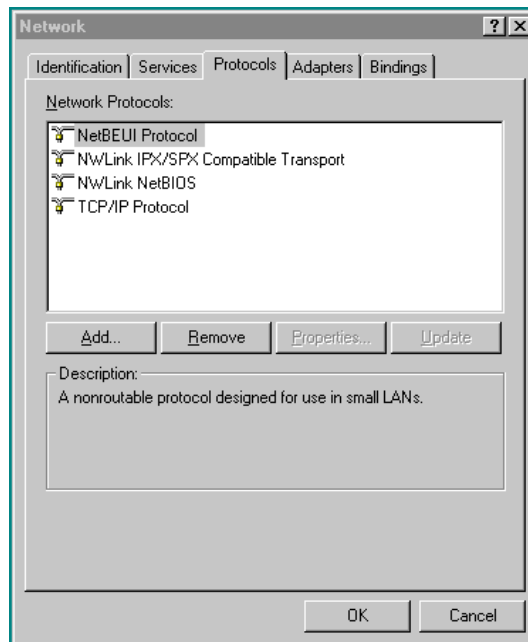 Network
Identification Services Protocols Adapters Bindings
Network Protocols:
NetBEUI Protocol
NWLink IPX/SPX Compatible Transport
NWLink NetBIOS
TCP/IP Protocol
Add... Remove Properties... Update
Description:
A nonroutable protocol designed for use in small LANs.
OK Cancel